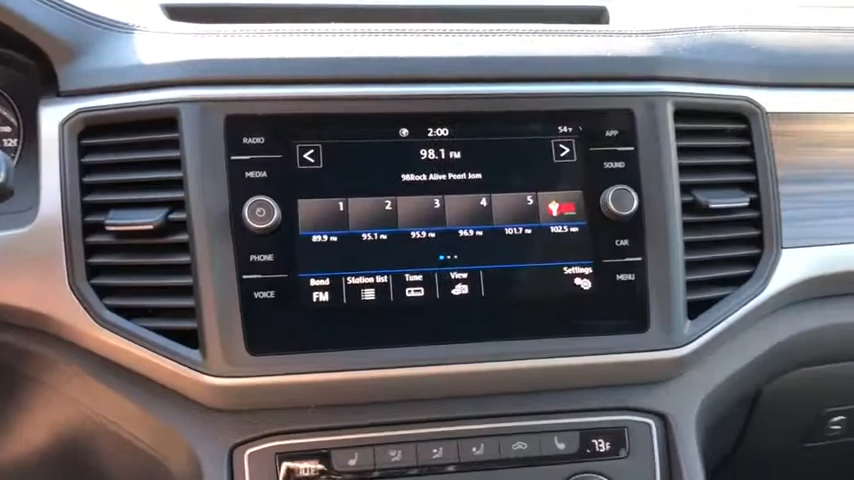 RADIO
2:00
54°F
APP
98.1 FM
MEDIA
98Rock Alive Pearl Jam
SOUND
1 2 3 4 5
89.9 FM 95.1 FM 95.9 FM 96.9 FM 101.7 FM 102.5 FM
PHONE
CAR
Band Station list Tune View Settings
FM
VOICE
MENU
73°F